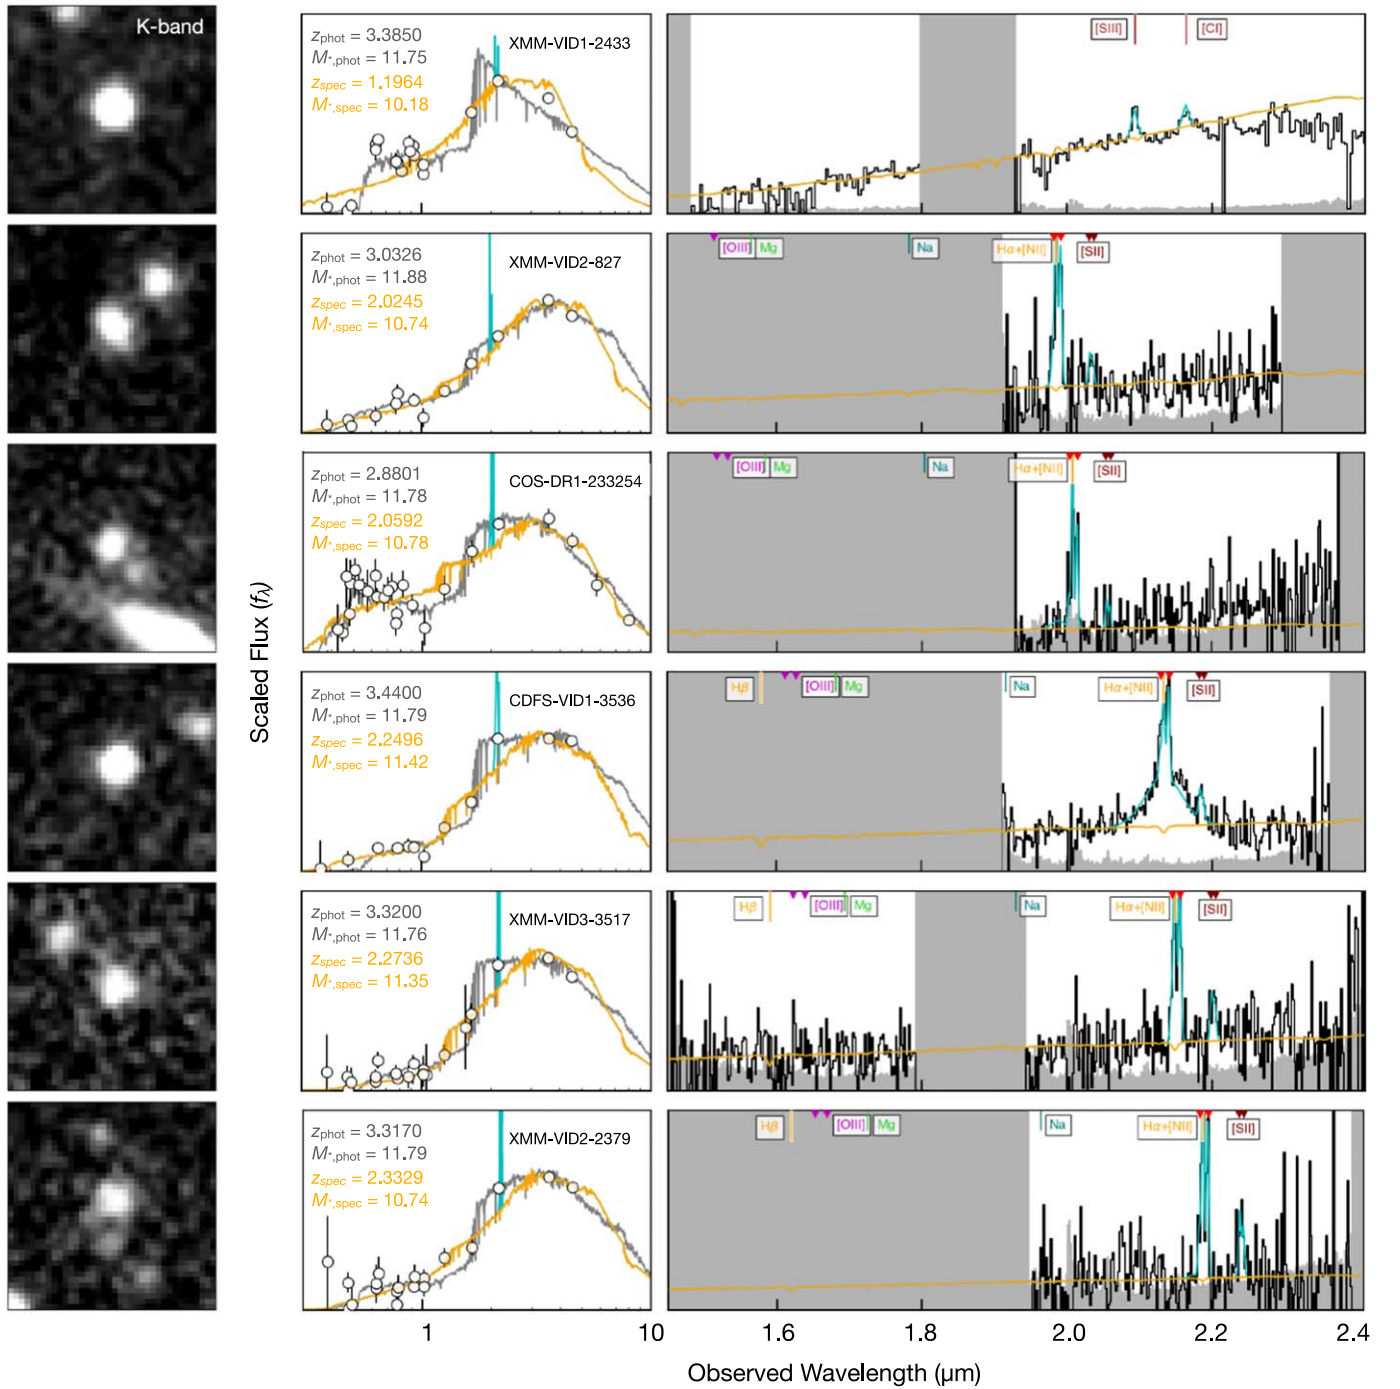 K-band
z_phot = 3.3850
M*,phot = 11.75
z_spec = 1.1964
M*,spec = 10.18
XMM-VID1-2433
[SIII]
[CI]
z_phot = 3.0326
M*,phot = 11.88
z_spec = 2.0245
M*,spec = 10.74
XMM-VID2-827
[OIII]
Mg
Na
Hα+[NII]
[SII]
z_phot = 2.8801
M*,phot = 11.78
z_spec = 2.0592
M*,spec = 10.78
COS-DR1-233254
[OIII]
Mg
Na
Hα+[NII]
[SII]
Scaled Flux (fλ)
z_phot = 3.4400
M*,phot = 11.79
z_spec = 2.2496
M*,spec = 11.42
CDFS-VID1-3536
Hβ
[OIII]
Mg
Na
Hα+[NII]
[SII]
z_phot = 3.3200
M*,phot = 11.76
z_spec = 2.2736
M*,spec = 11.35
XMM-VID3-3517
Hβ
[OIII]
Mg
Na
Hα+[NII]
[SII]
z_phot = 3.3170
M*,phot = 11.79
z_spec = 2.3329
M*,spec = 10.74
XMM-VID2-2379
Hβ
[OIII]
Mg
Na
Hα+[NII]
[SII]
1 10 1.6 1.8 2.0 2.2 2.4
Observed Wavelength (μm)